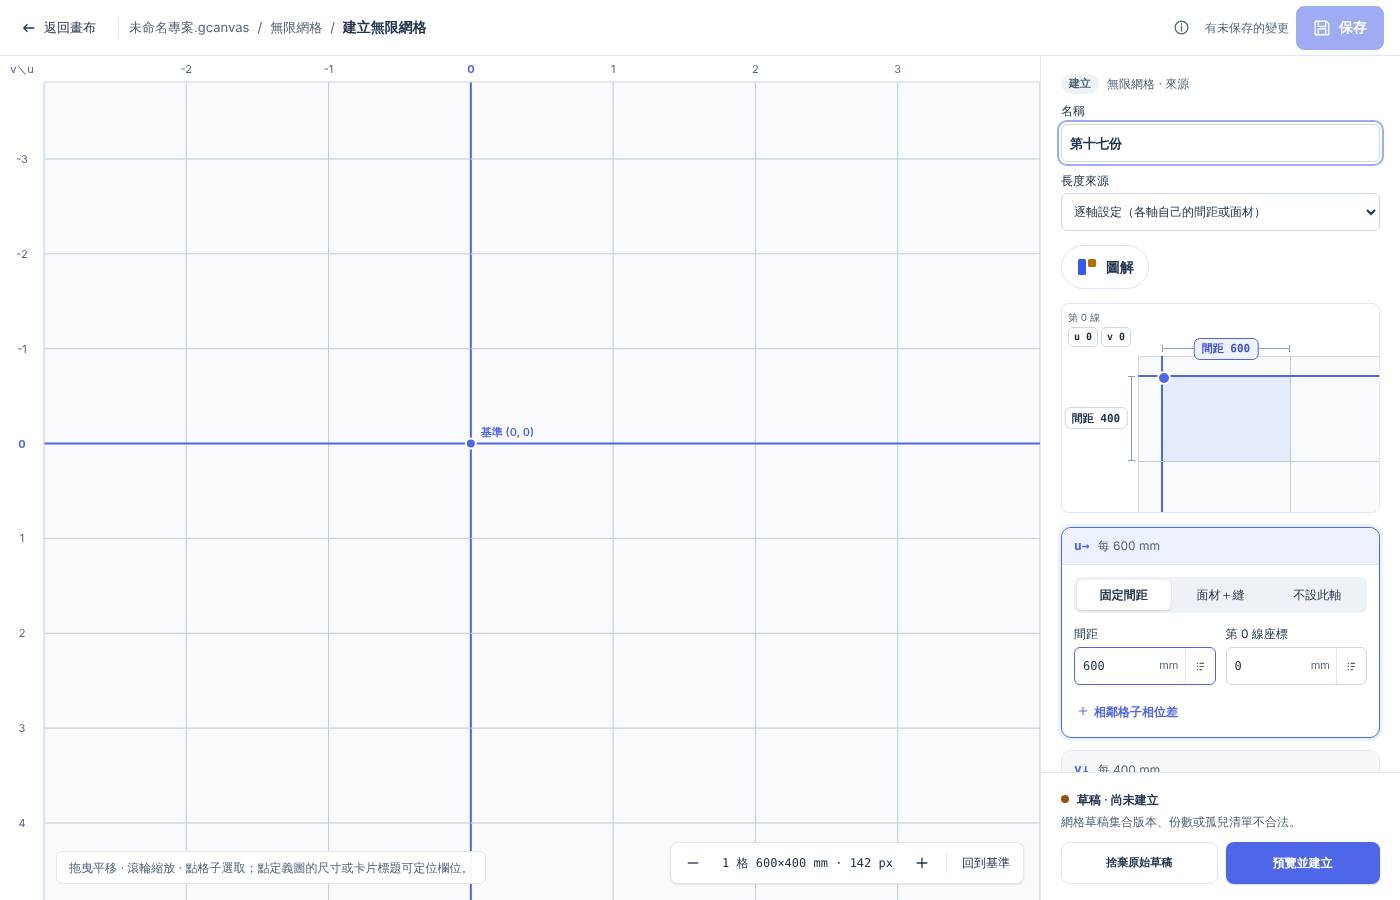 返回畫布
未命名專案.gcanvas / 無限網格 / 建立無限網格
有未保存的變更
保存
v＼u
-2 -1 0 1 2 3
-3
-2
-1
0
1
2
3
4
基準 (0, 0)
拖曳平移 · 滾輪縮放 · 點格子選取；點定義圖的尺寸或卡片標題可定位欄位。
1 格 600×400 mm · 142 px
回到基準
建立 無限網格 · 來源
名稱
第十七份
長度來源
逐軸設定（各軸自己的間距或面材）
圖解
第 0 線
u 0 v 0
間距 600
間距 400
u→ 每 600 mm
固定間距 面材＋縫 不設此軸
間距 第 0 線座標
600 mm 0 mm
+ 相鄰格子相位差
v↓ 每 400 mm
草稿 · 尚未建立
網格草稿集合版本、份數或孤兒清單不合法。
捨棄原始草稿 預覽並建立